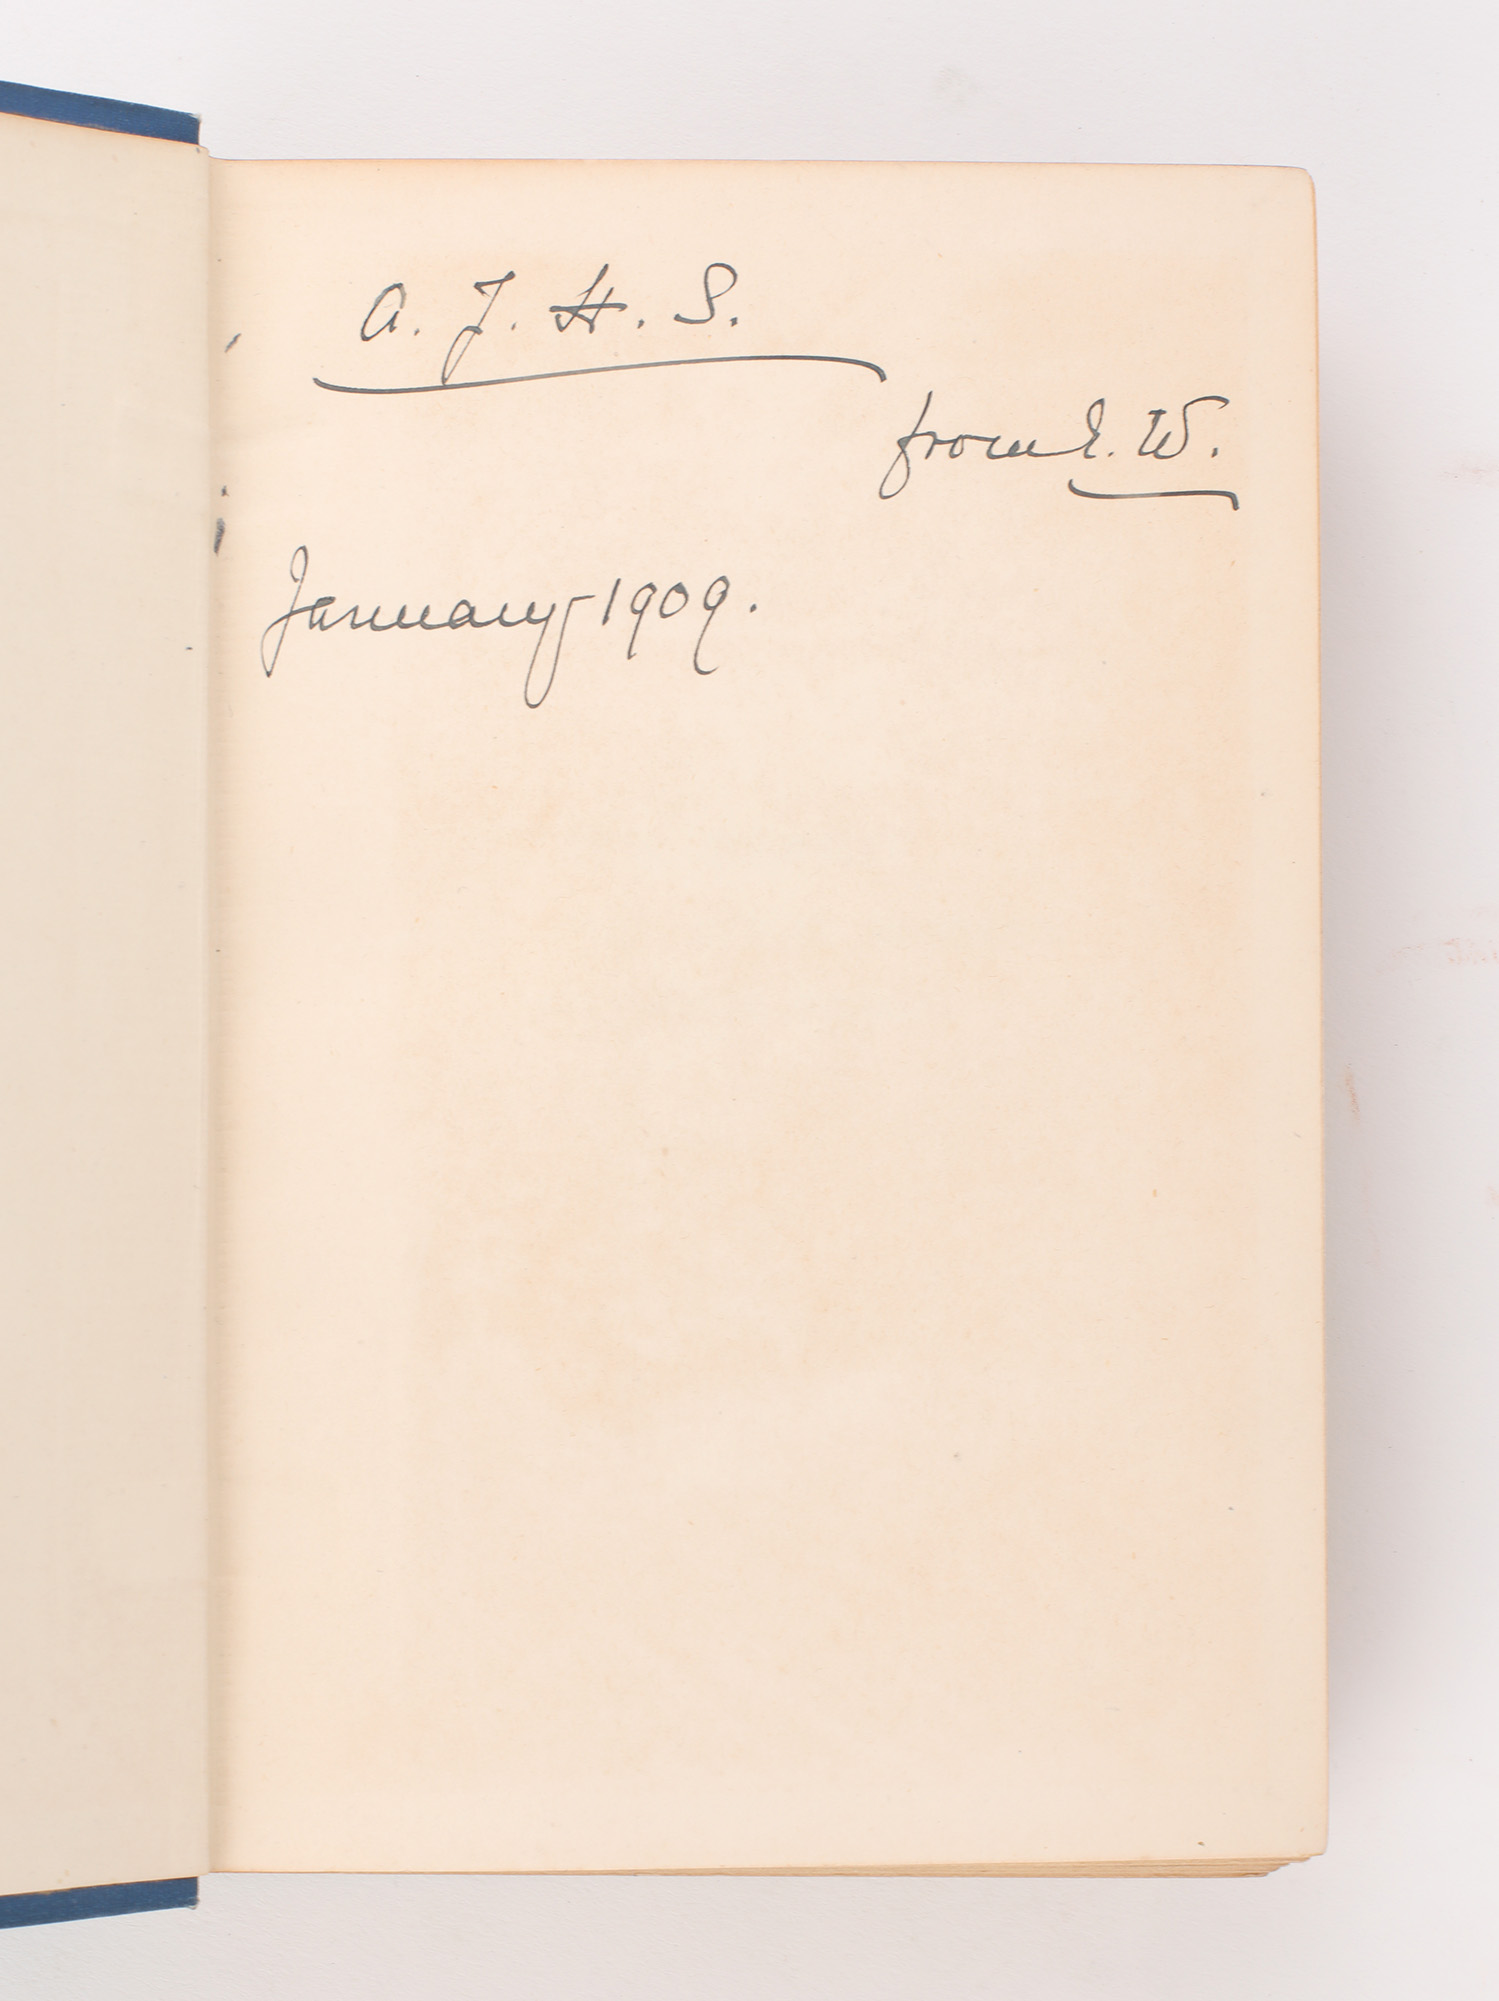 A. J. H. S.
from E. W.
January 1909.